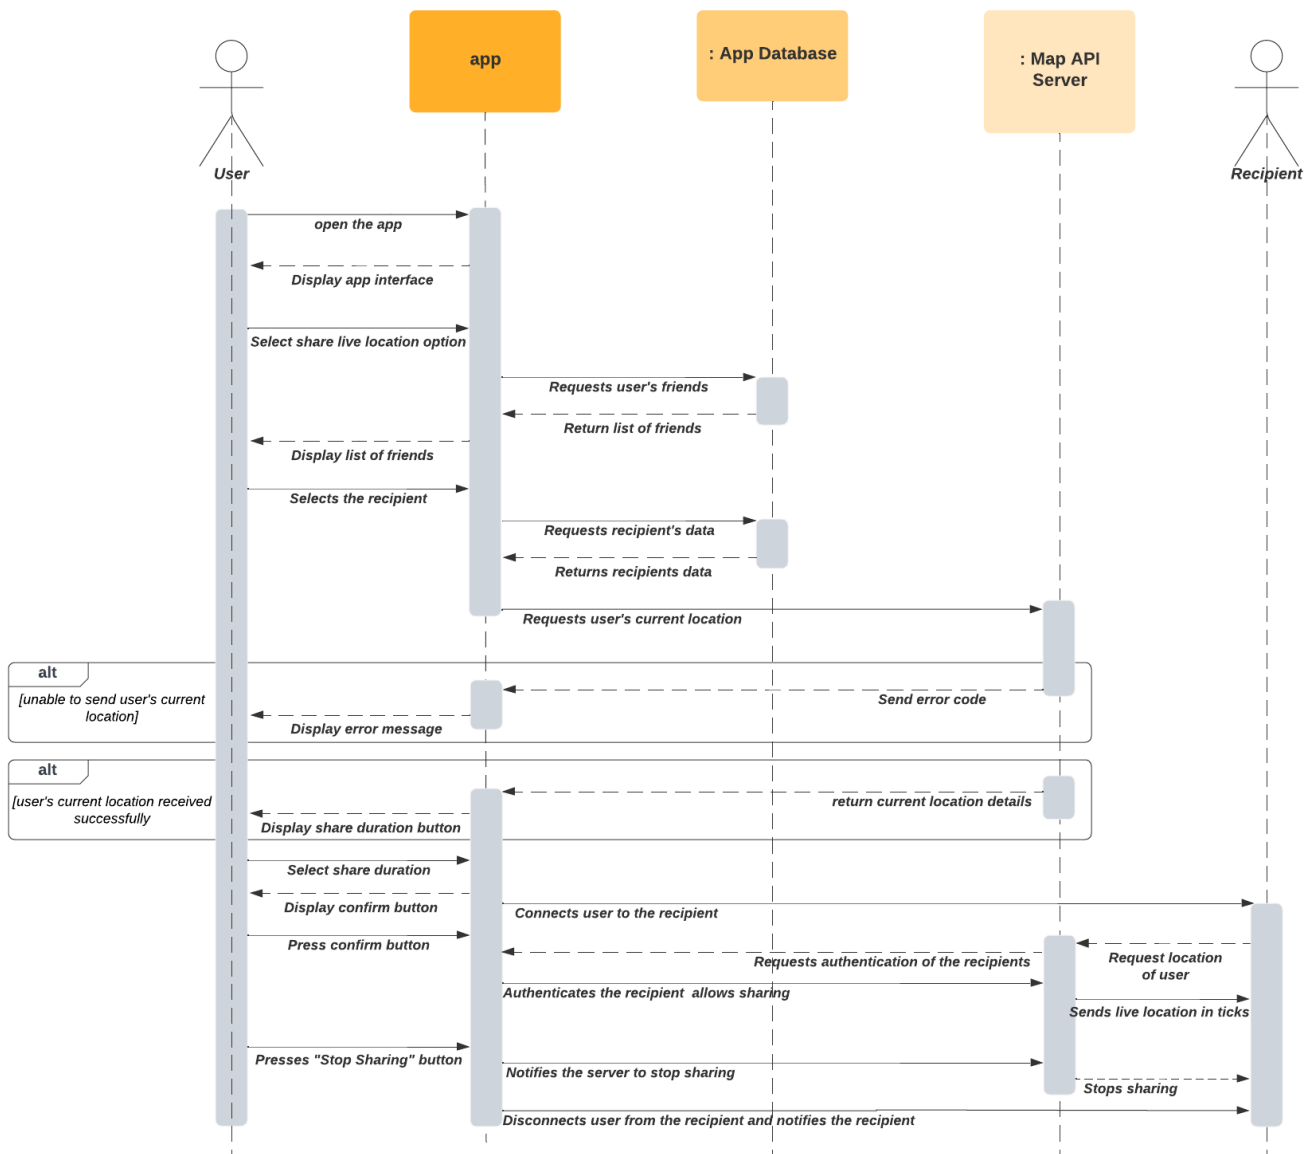 app
: App Database
: Map API
Server
User
Recipient
open the app
Display app interface
Select share live location option
Requests user's friends
Return list of friends
Display list of friends
Selects the recipient
Requests recipient's data
Returns recipients data
Requests user's current location
alt
[unable to send user's current
location]
Send error code
Display error message
alt
[user's current location received
successfully
return current location details
Display share duration button
Select share duration
Display confirm button
Connects user to the recipient
Press confirm button
Request location
of user
Requests authentication of the recipients
Authenticates the recipient  allows sharing
Sends live location in ticks
Presses "Stop Sharing" button
Notifies the server to stop sharing
Stops sharing
Disconnects user from the recipient and notifies the recipient